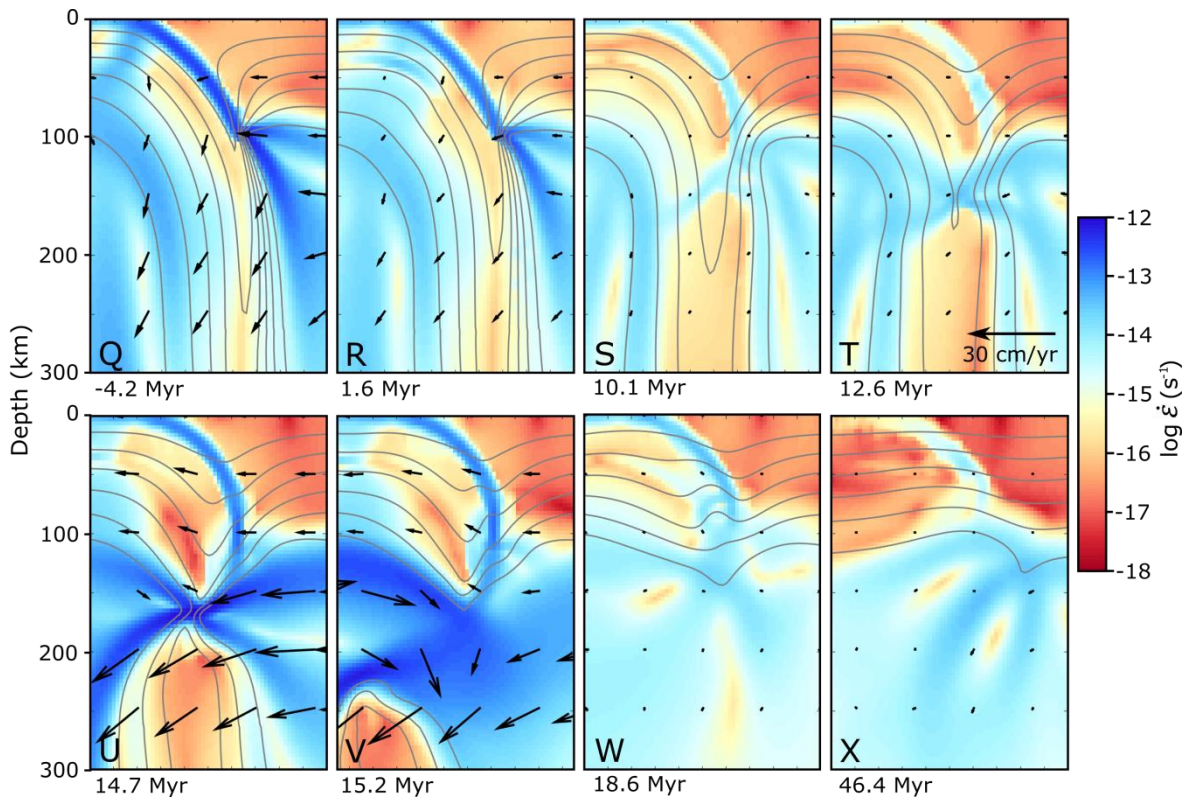 0
100
200
300
Depth (km)
Q
R
S
T
30 cm/yr
-4.2 Myr
1.6 Myr
10.1 Myr
12.6 Myr
0
100
200
300
U
V
W
X
14.7 Myr
15.2 Myr
18.6 Myr
46.4 Myr
-12
-13
-14
-15
-16
-17
-18
log ε̇ (s⁻¹)